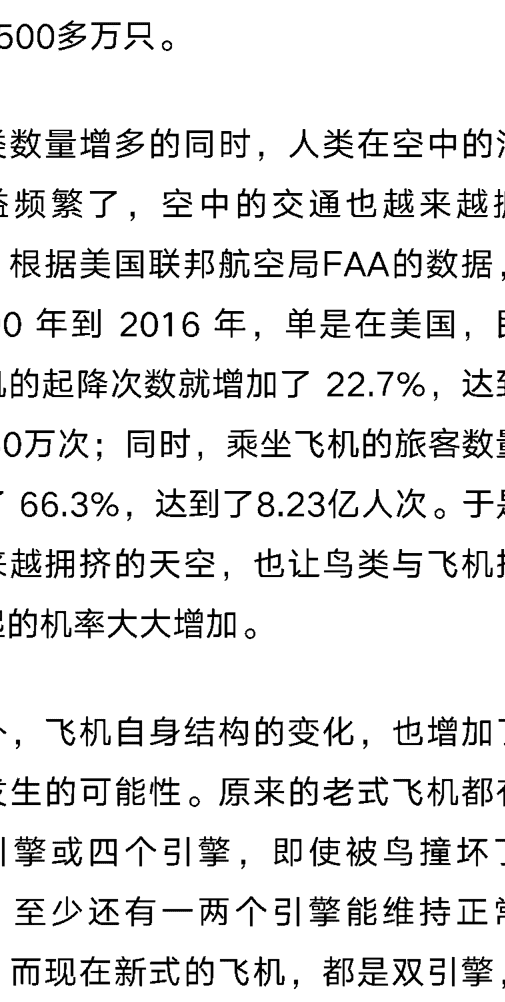 500多万只。
数量增多的同时，人类在空中的
益频繁了，空中的交通也越来越拥
根据美国联邦航空局FAA的数据，
0 年到 2016 年，单是在美国，
机的起降次数就增加了 22.7%，达到
0万次；同时，乘坐飞机的旅客数量
了 66.3%，达到了8.23亿人次。于是
来越拥挤的天空，也让鸟类与飞机
起的机率大大增加。
，飞机自身结构的变化，也增加了
发生的可能性。原来的老式飞机都有
引擎或四个引擎，即使被鸟撞坏了
至少还有一两个引擎能维持正常
而现在新式的飞机，都是双引擎，